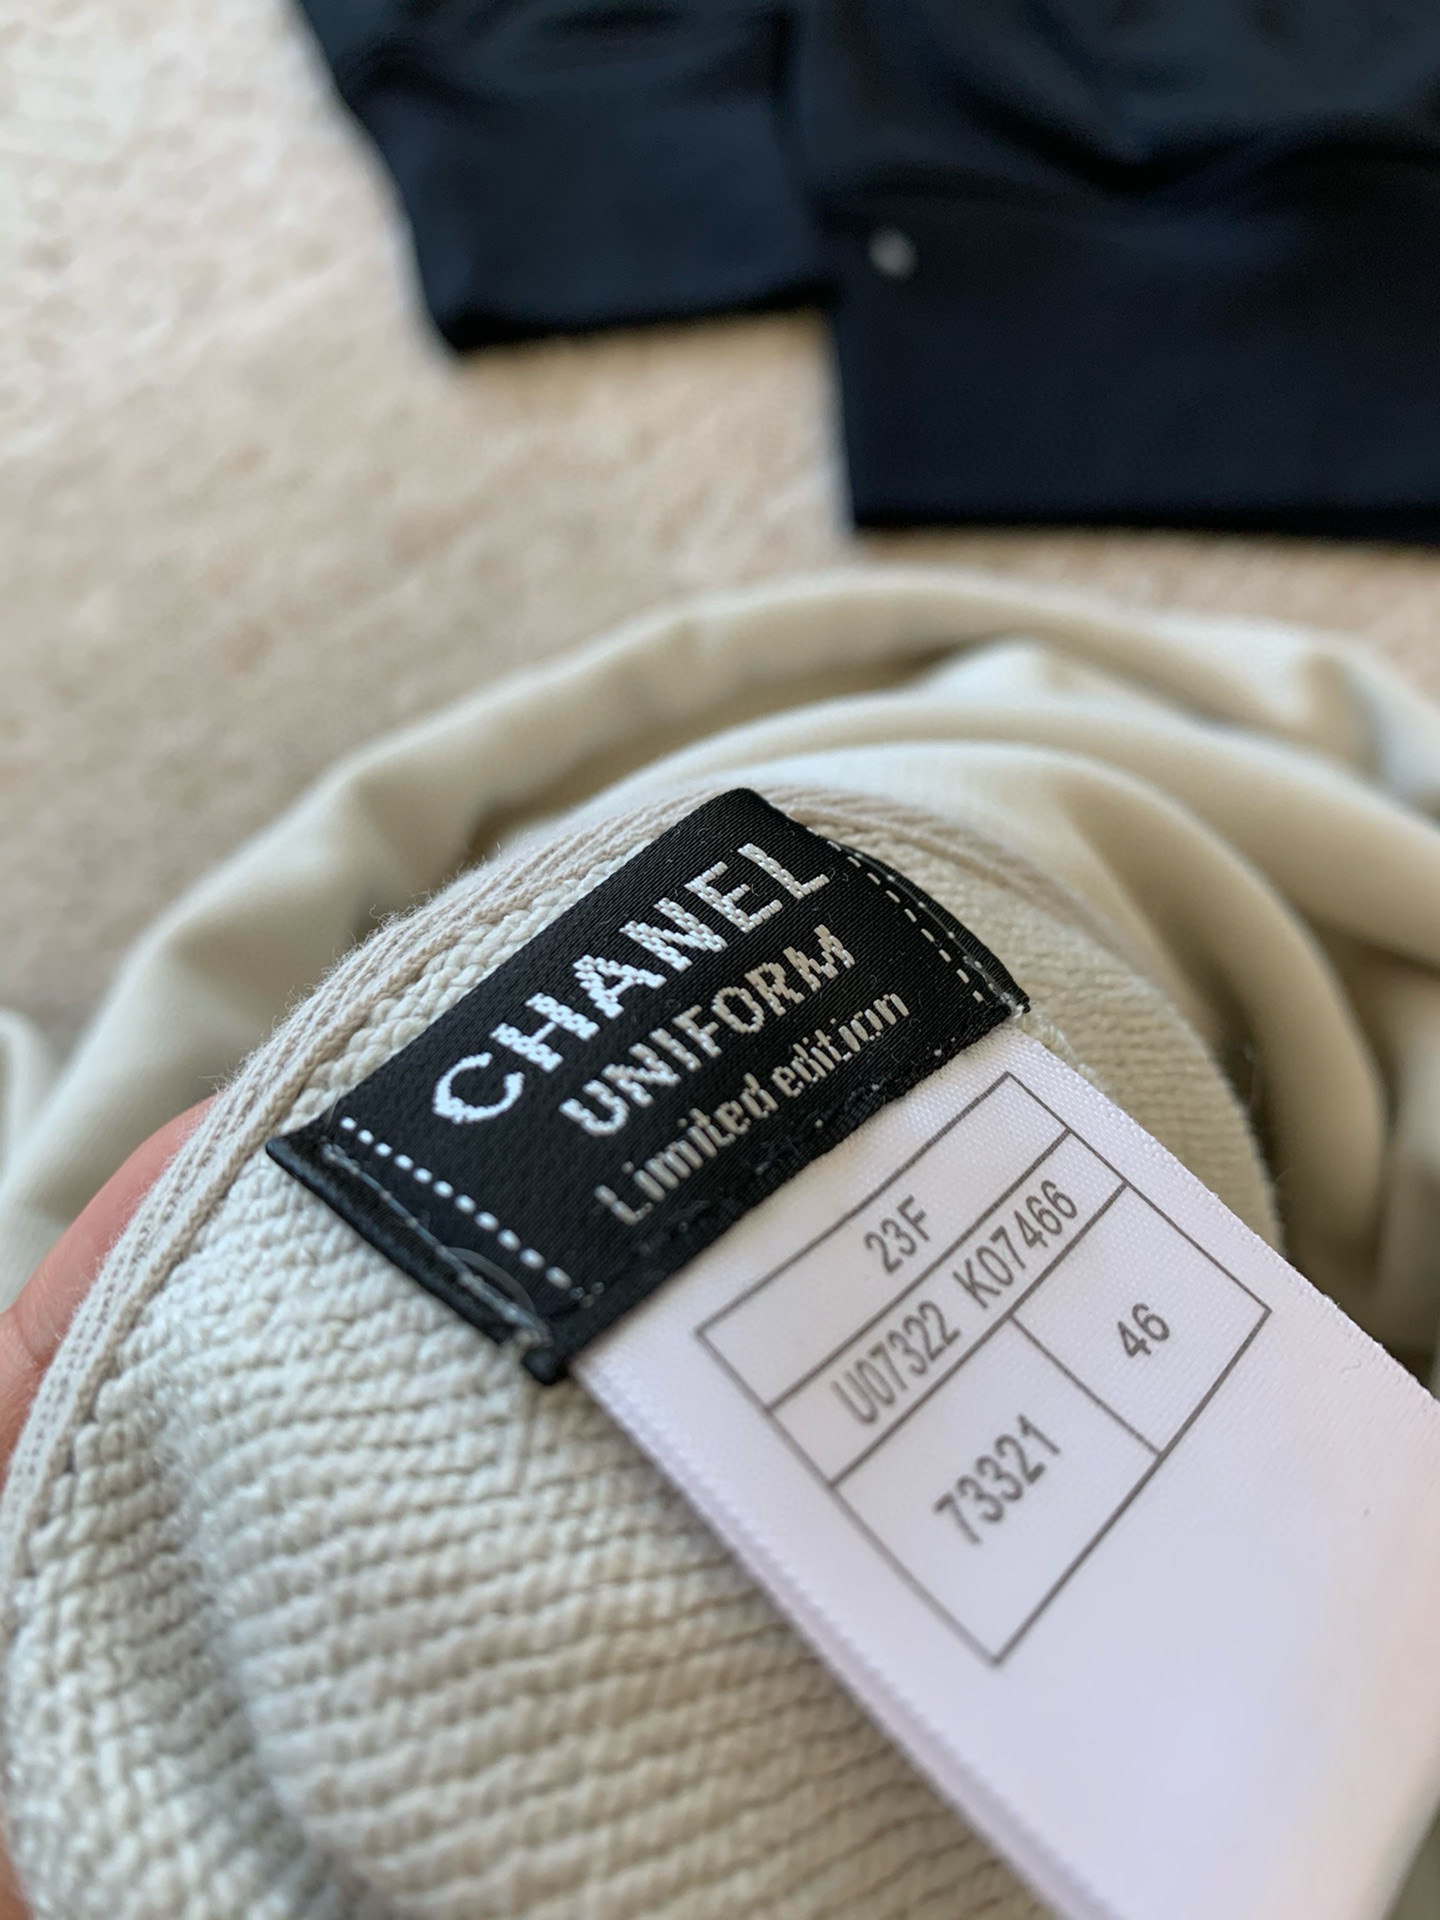 CHANEL
UNIFORM
Limited edition
23F
U07322 K07466
73321 46